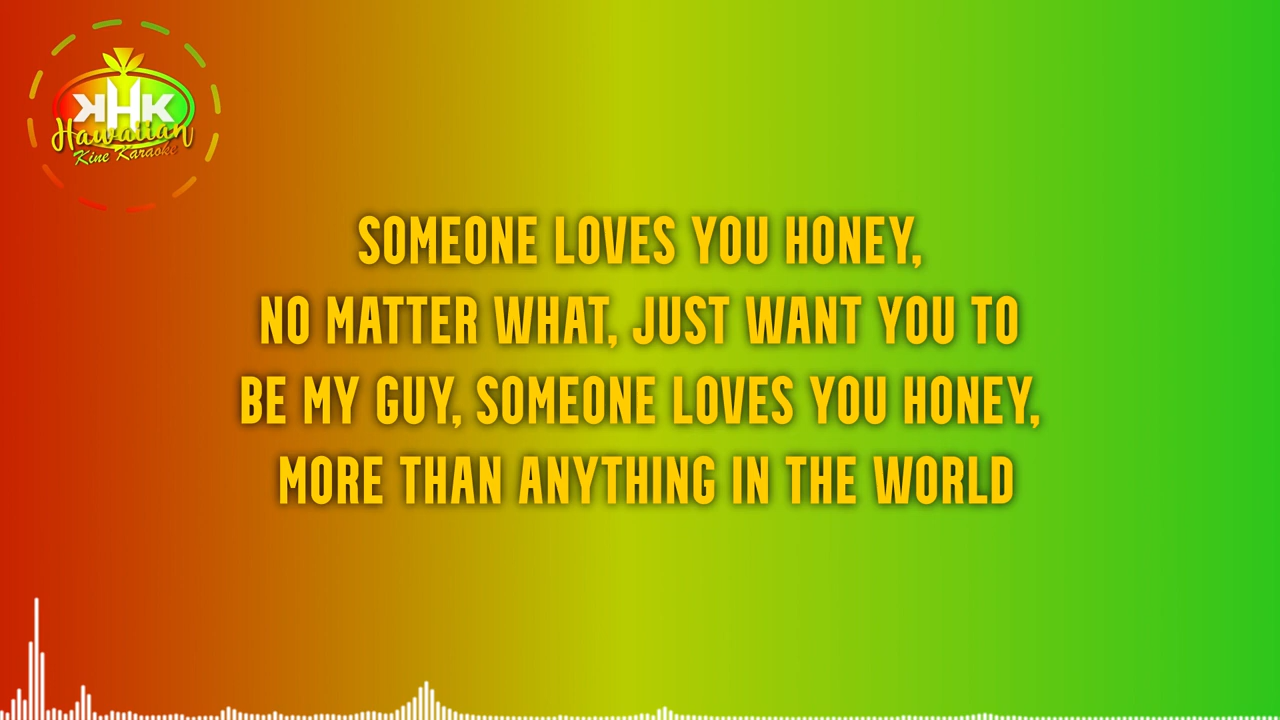 KHK
Hawaiian
Kine Karaoke
SOMEONE LOVES YOU HONEY,
NO MATTER WHAT, JUST WANT YOU TO
BE MY GUY, SOMEONE LOVES YOU HONEY,
MORE THAN ANYTHING IN THE WORLD